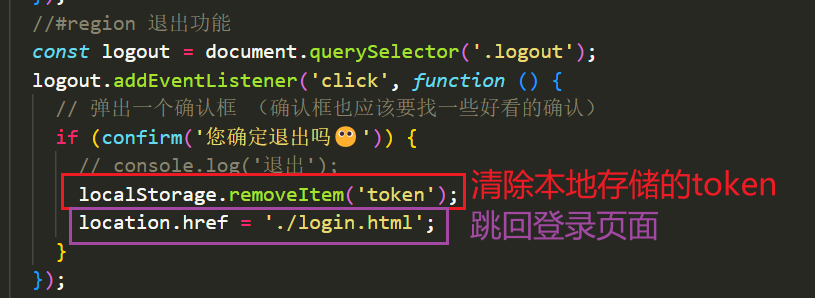 });
//#region 退出功能
const logout = document.querySelector('.logout');
logout.addEventListener('click', function () {
// 弹出一个确认框 （确认框也应该要找一些好看的确认）
if (confirm('您确定退出吗😶')) {
// console.log('退出');
localStorage.removeItem('token'); 清除本地存储的token
location.href = './login.html'; 跳回登录页面
}
});